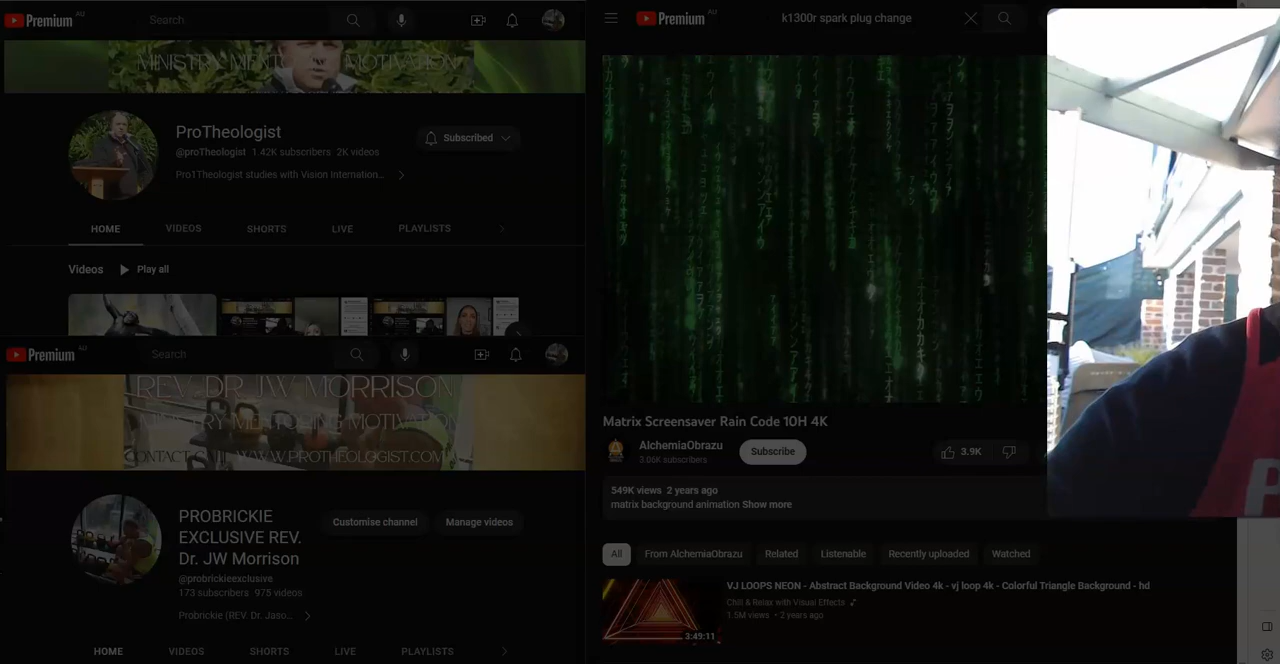 Premium AU
Search
MINISTRY MENTO MOTIVATION
ProTheologist
@proTheologist 1.42K subscribers 2K videos
Subscribed
Pro1Theologist studies with Vision Internation...
HOME VIDEOS SHORTS LIVE PLAYLISTS
Videos Play all
Premium AU
Search
REV. DR JW MORRISON
MINISTRY MENTORING MOTIVATION
WWW.PROTHEOLOGIST.COM
PROBRICKIE
EXCLUSIVE REV.
Dr. JW Morrison
Customise channel Manage videos
@probrickieexclusive
173 subscribers 975 videos
Probrickie (REV. Dr. Jaso...
HOME VIDEOS SHORTS LIVE PLAYLISTS
Premium AU
k1300r spark plug change
Matrix Screensaver Rain Code 10H 4K
AlchemiaObrazu
3.06K subscribers
Subscribe
3.9K
549K views 2 years ago
matrix background animation Show more
All From AlchemiaObrazu Related Listenable Recently uploaded Watched
VJ LOOPS NEON - Abstract Background Video 4k - vj loop 4k - Colorful Triangle Background - hd
Chill & Relax with Visual Effects
1.5M views • 2 years ago
3:49:11